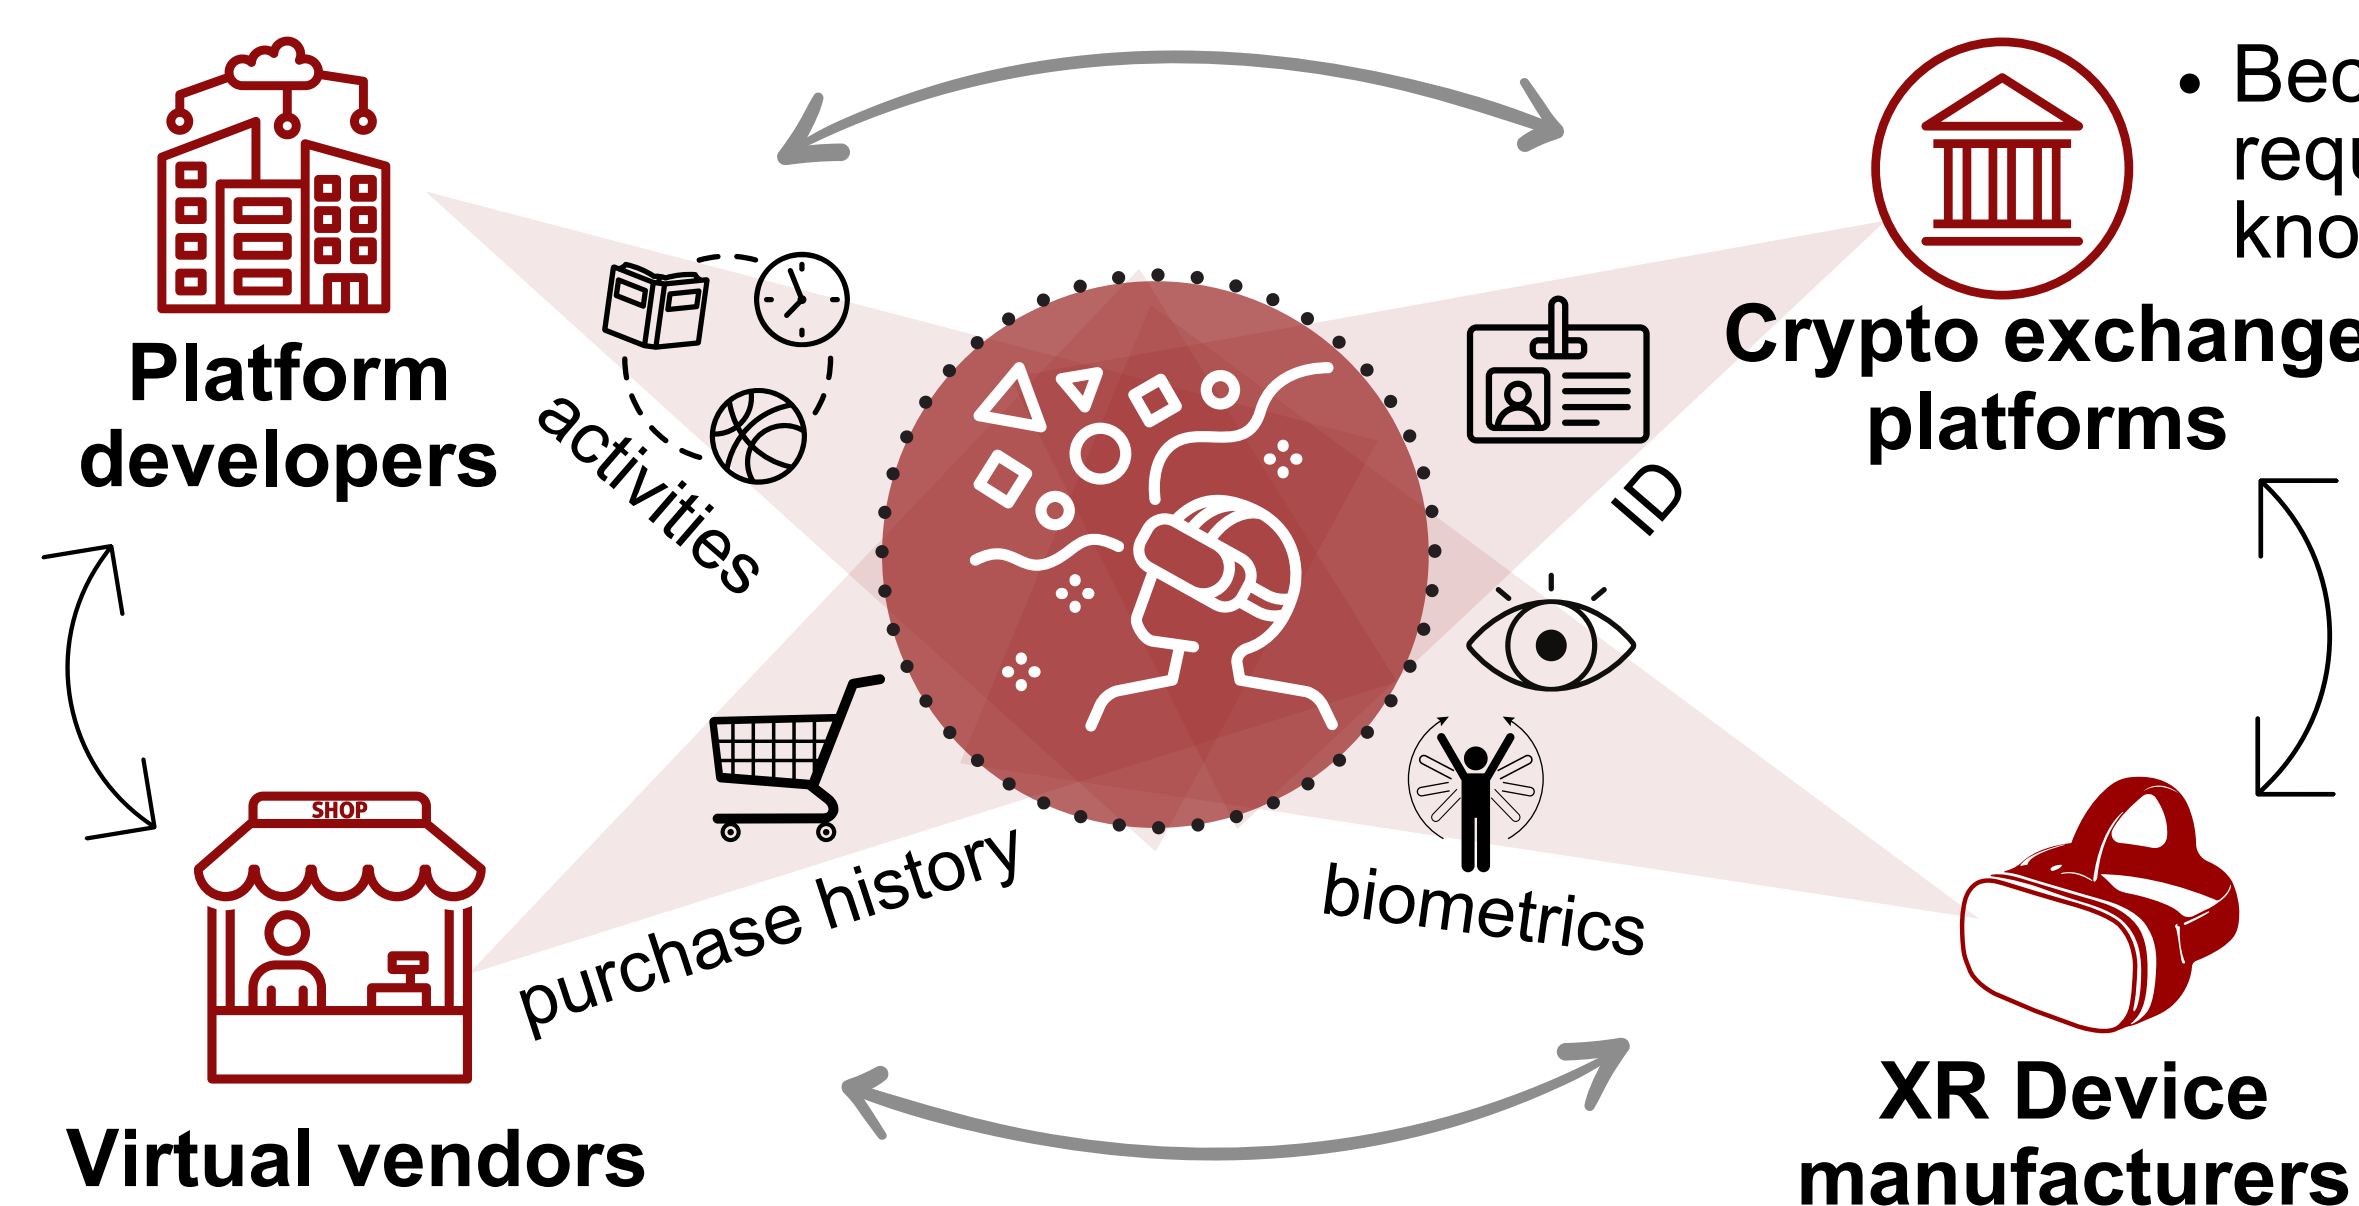 Platform
developers
activities
SHOP
purchase history
Virtual vendors
Crypto exchange
platforms
ID
biometrics
XR Device
manufacturers
•